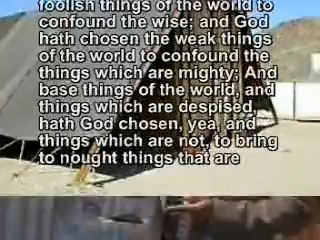 foolish things of the world to
confound the wise; and God
hath chosen the weak things
of the world to confound the
things which are mighty; And
base things of the world, and
things which are despised,
hath God chosen, yea, and
things which are not, to bring
to nought things that are